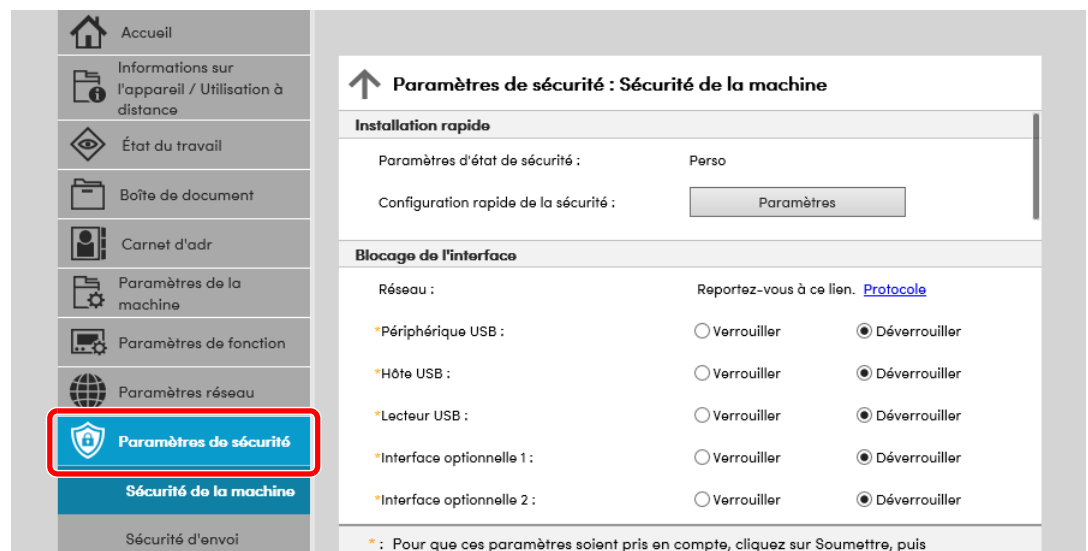 Accueil
Informations sur
l'appareil / Utilisation à
distance
État du travail
Boîte de document
Carnet d'adr
Paramètres de la
machine
Paramètres de fonction
Paramètres réseau
Paramètres de sécurité
Sécurité de la machine
Sécurité d'envoi
Paramètres de sécurité : Sécurité de la machine
Installation rapide
Paramètres d'état de sécurité : Perso
Configuration rapide de la sécurité : Paramètres
Blocage de l'interface
Réseau : Reportez-vous à ce lien. Protocole
*Périphérique USB : Verrouiller Déverrouiller
*Hôte USB : Verrouiller Déverrouiller
*Lecteur USB : Verrouiller Déverrouiller
*Interface optionnelle 1 : Verrouiller Déverrouiller
*Interface optionnelle 2 : Verrouiller Déverrouiller
* : Pour que ces paramètres soient pris en compte, cliquez sur Soumettre, puis